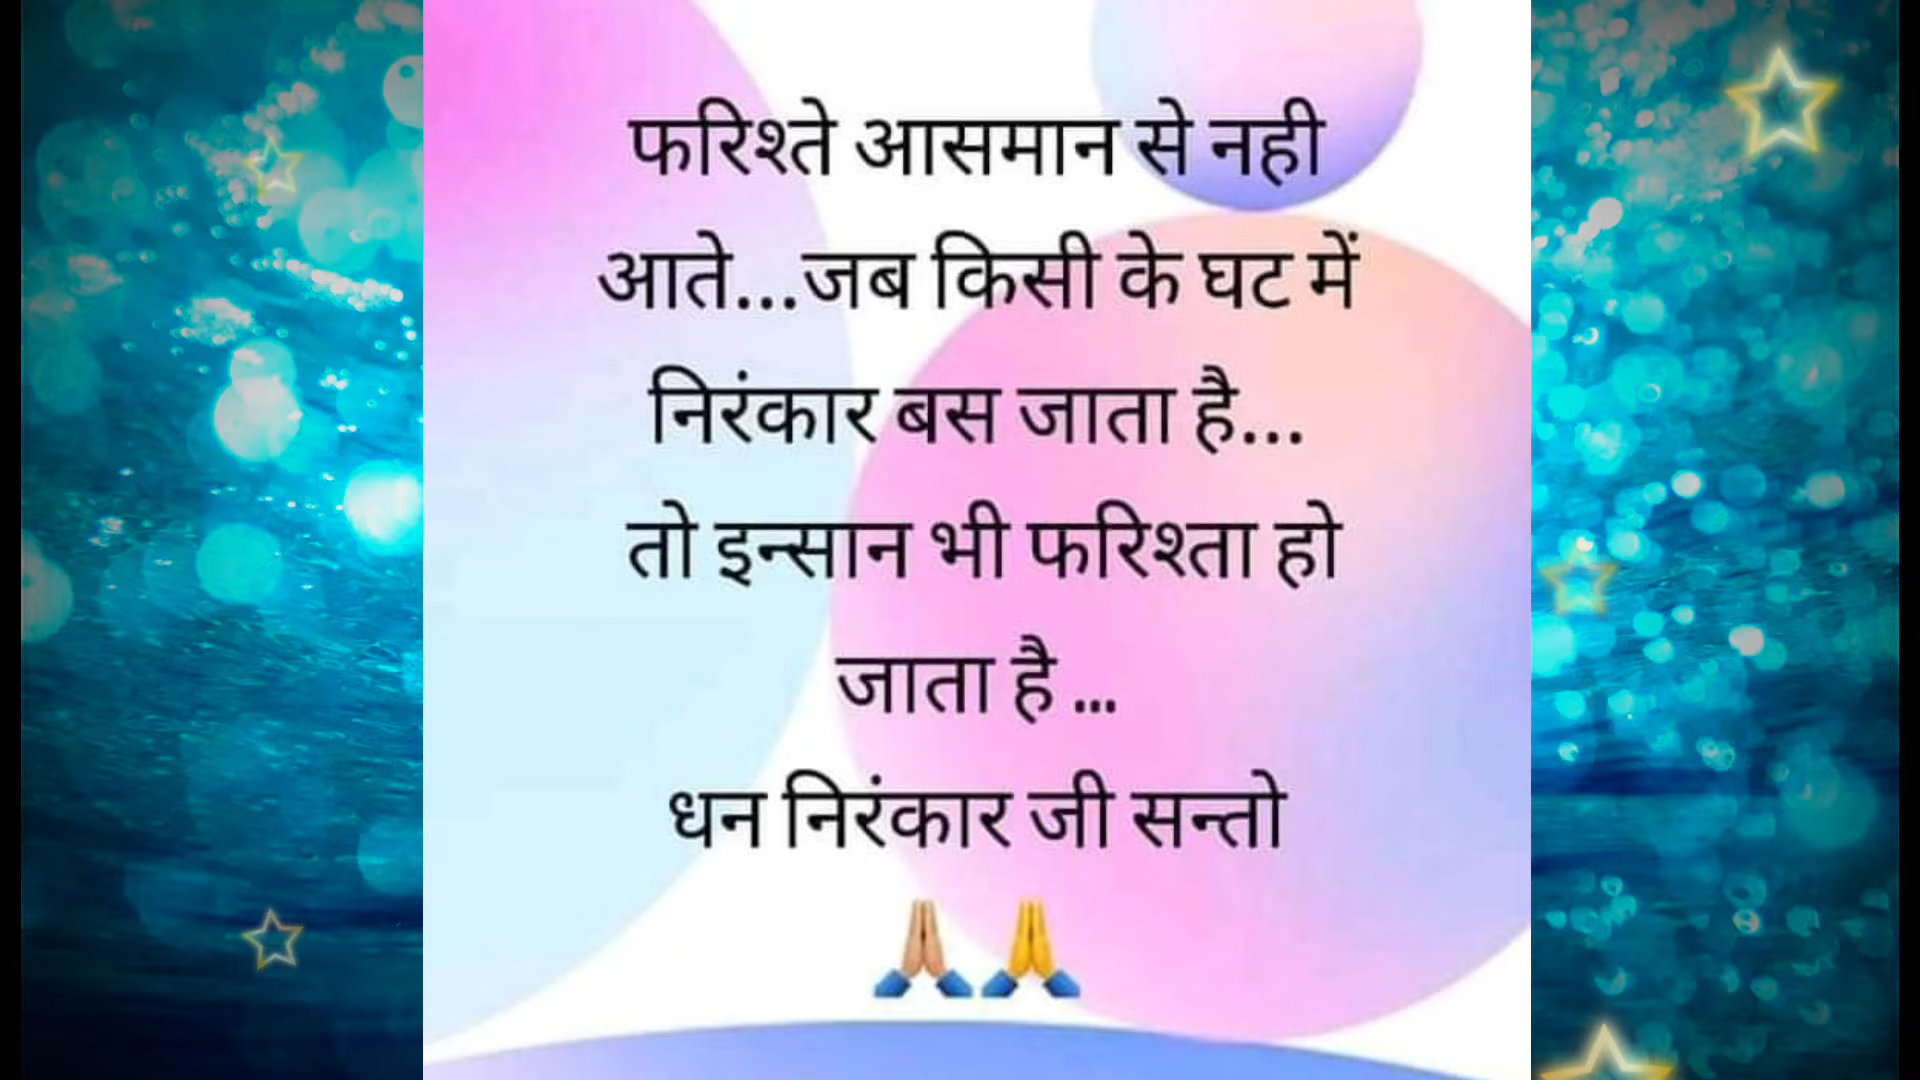 फरिश्ते आसमान से नही
आते...जब किसी के घट में
निरंकार बस जाता है...
तो इन्सान भी फरिश्ता हो
जाता है ...
धन निरंकार जी सन्तो
🙏🏼🙏